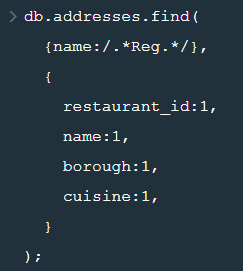 > db.addresses.find(
{name:/.*Reg.*/},
{
restaurant_id:1,
name:1,
borough:1,
cuisine:1,
}
);